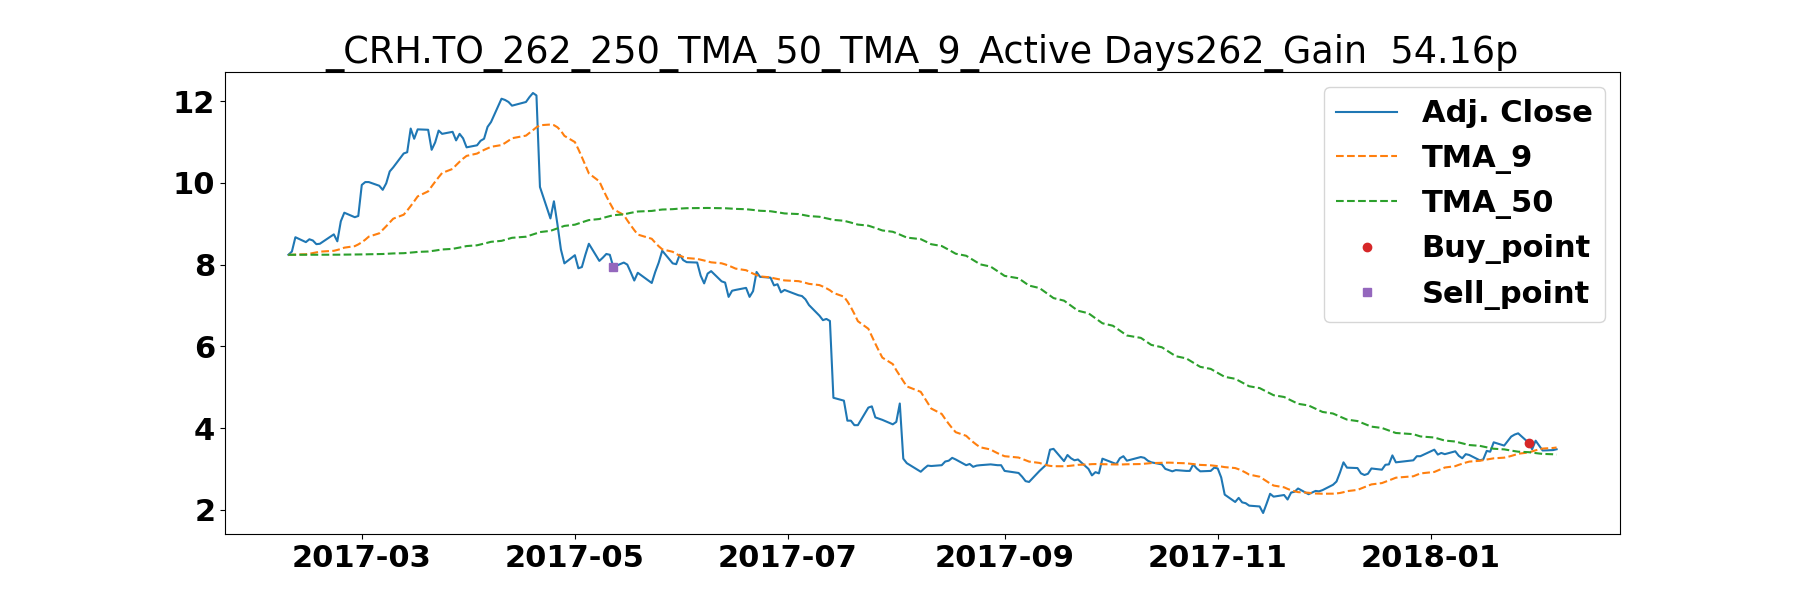 _CRH.TO_262_250_TMA_50_TMA_9_Active Days262_Gain  54.16p
12
10
8
6
4
2
Adj. Close
TMA_9
TMA_50
Buy_point
Sell_point
2017-03 2017-05 2017-07 2017-09 2017-11 2018-01